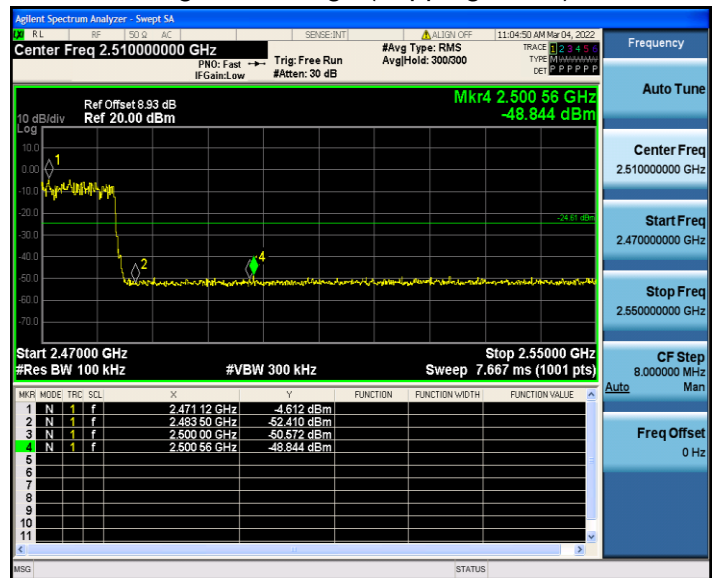 Agilent Spectrum Analyzer - Swept SA
RL RF 50 Ω AC SENSE:INT ALIGN OFF 11:04:50 AM Mar 04, 2022
Center Freq 2.510000000 GHz #Avg Type: RMS TRACE 1 2 3 4 5 6
PNO: Fast Trig: Free Run Avg|Hold: 300/300 TYPE M
IFGain:Low #Atten: 30 dB DET P P P P P P
Frequency
Auto Tune
Center Freq
2.510000000 GHz
Start Freq
2.470000000 GHz
Stop Freq
2.550000000 GHz
CF Step
8.000000 MHz
Auto Man
Freq Offset
0 Hz
Mkr4 2.500 56 GHz
Ref Offset 8.93 dB
10 dB/div Ref 20.00 dBm -48.844 dBm
Log
10.0
0.00
-10.0
-20.0
-30.0
-40.0
-50.0
-60.0
-70.0
1
2
4
-24.61 dBm
Start 2.47000 GHz Stop 2.55000 GHz
#Res BW 100 kHz #VBW 300 kHz Sweep 7.667 ms (1001 pts)
MKR MODE TRC SCL X Y FUNCTION FUNCTION WIDTH FUNCTION VALUE
1 N 1 f 2.471 12 GHz -4.612 dBm
2 N 1 f 2.483 50 GHz -52.410 dBm
3 N 1 f 2.500 00 GHz -50.572 dBm
4 N 1 f 2.500 56 GHz -48.844 dBm
5
6
7
8
9
10
11
MSG STATUS